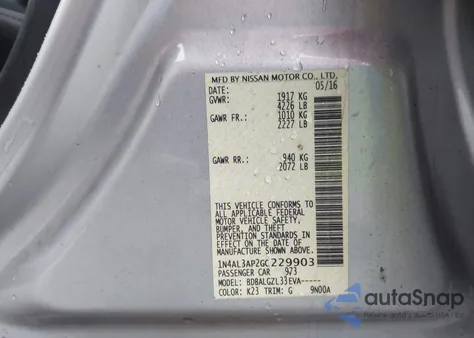 MFD BY NISSAN MOTOR CO., LTD.
DATE: 05/16
GVWR: 1917 KG
4226 LB
GAWR FR.: 1010 KG
2227 LB
GAWR RR.: 940 KG
2072 LB
THIS VEHICLE CONFORMS TO
ALL APPLICABLE FEDERAL
MOTOR VEHICLE SAFETY,
BUMPER, AND THEFT
PREVENTION STANDARDS IN
EFFECT ON THE DATE OF
MANUFACTURE SHOWN ABOVE.
1N4AL3AP2GC229903
PASSENGER CAR 973
MODEL: BDBALGZL33EVA-----
COLOR: K23 TRIM: G 9N00A
autoSnap